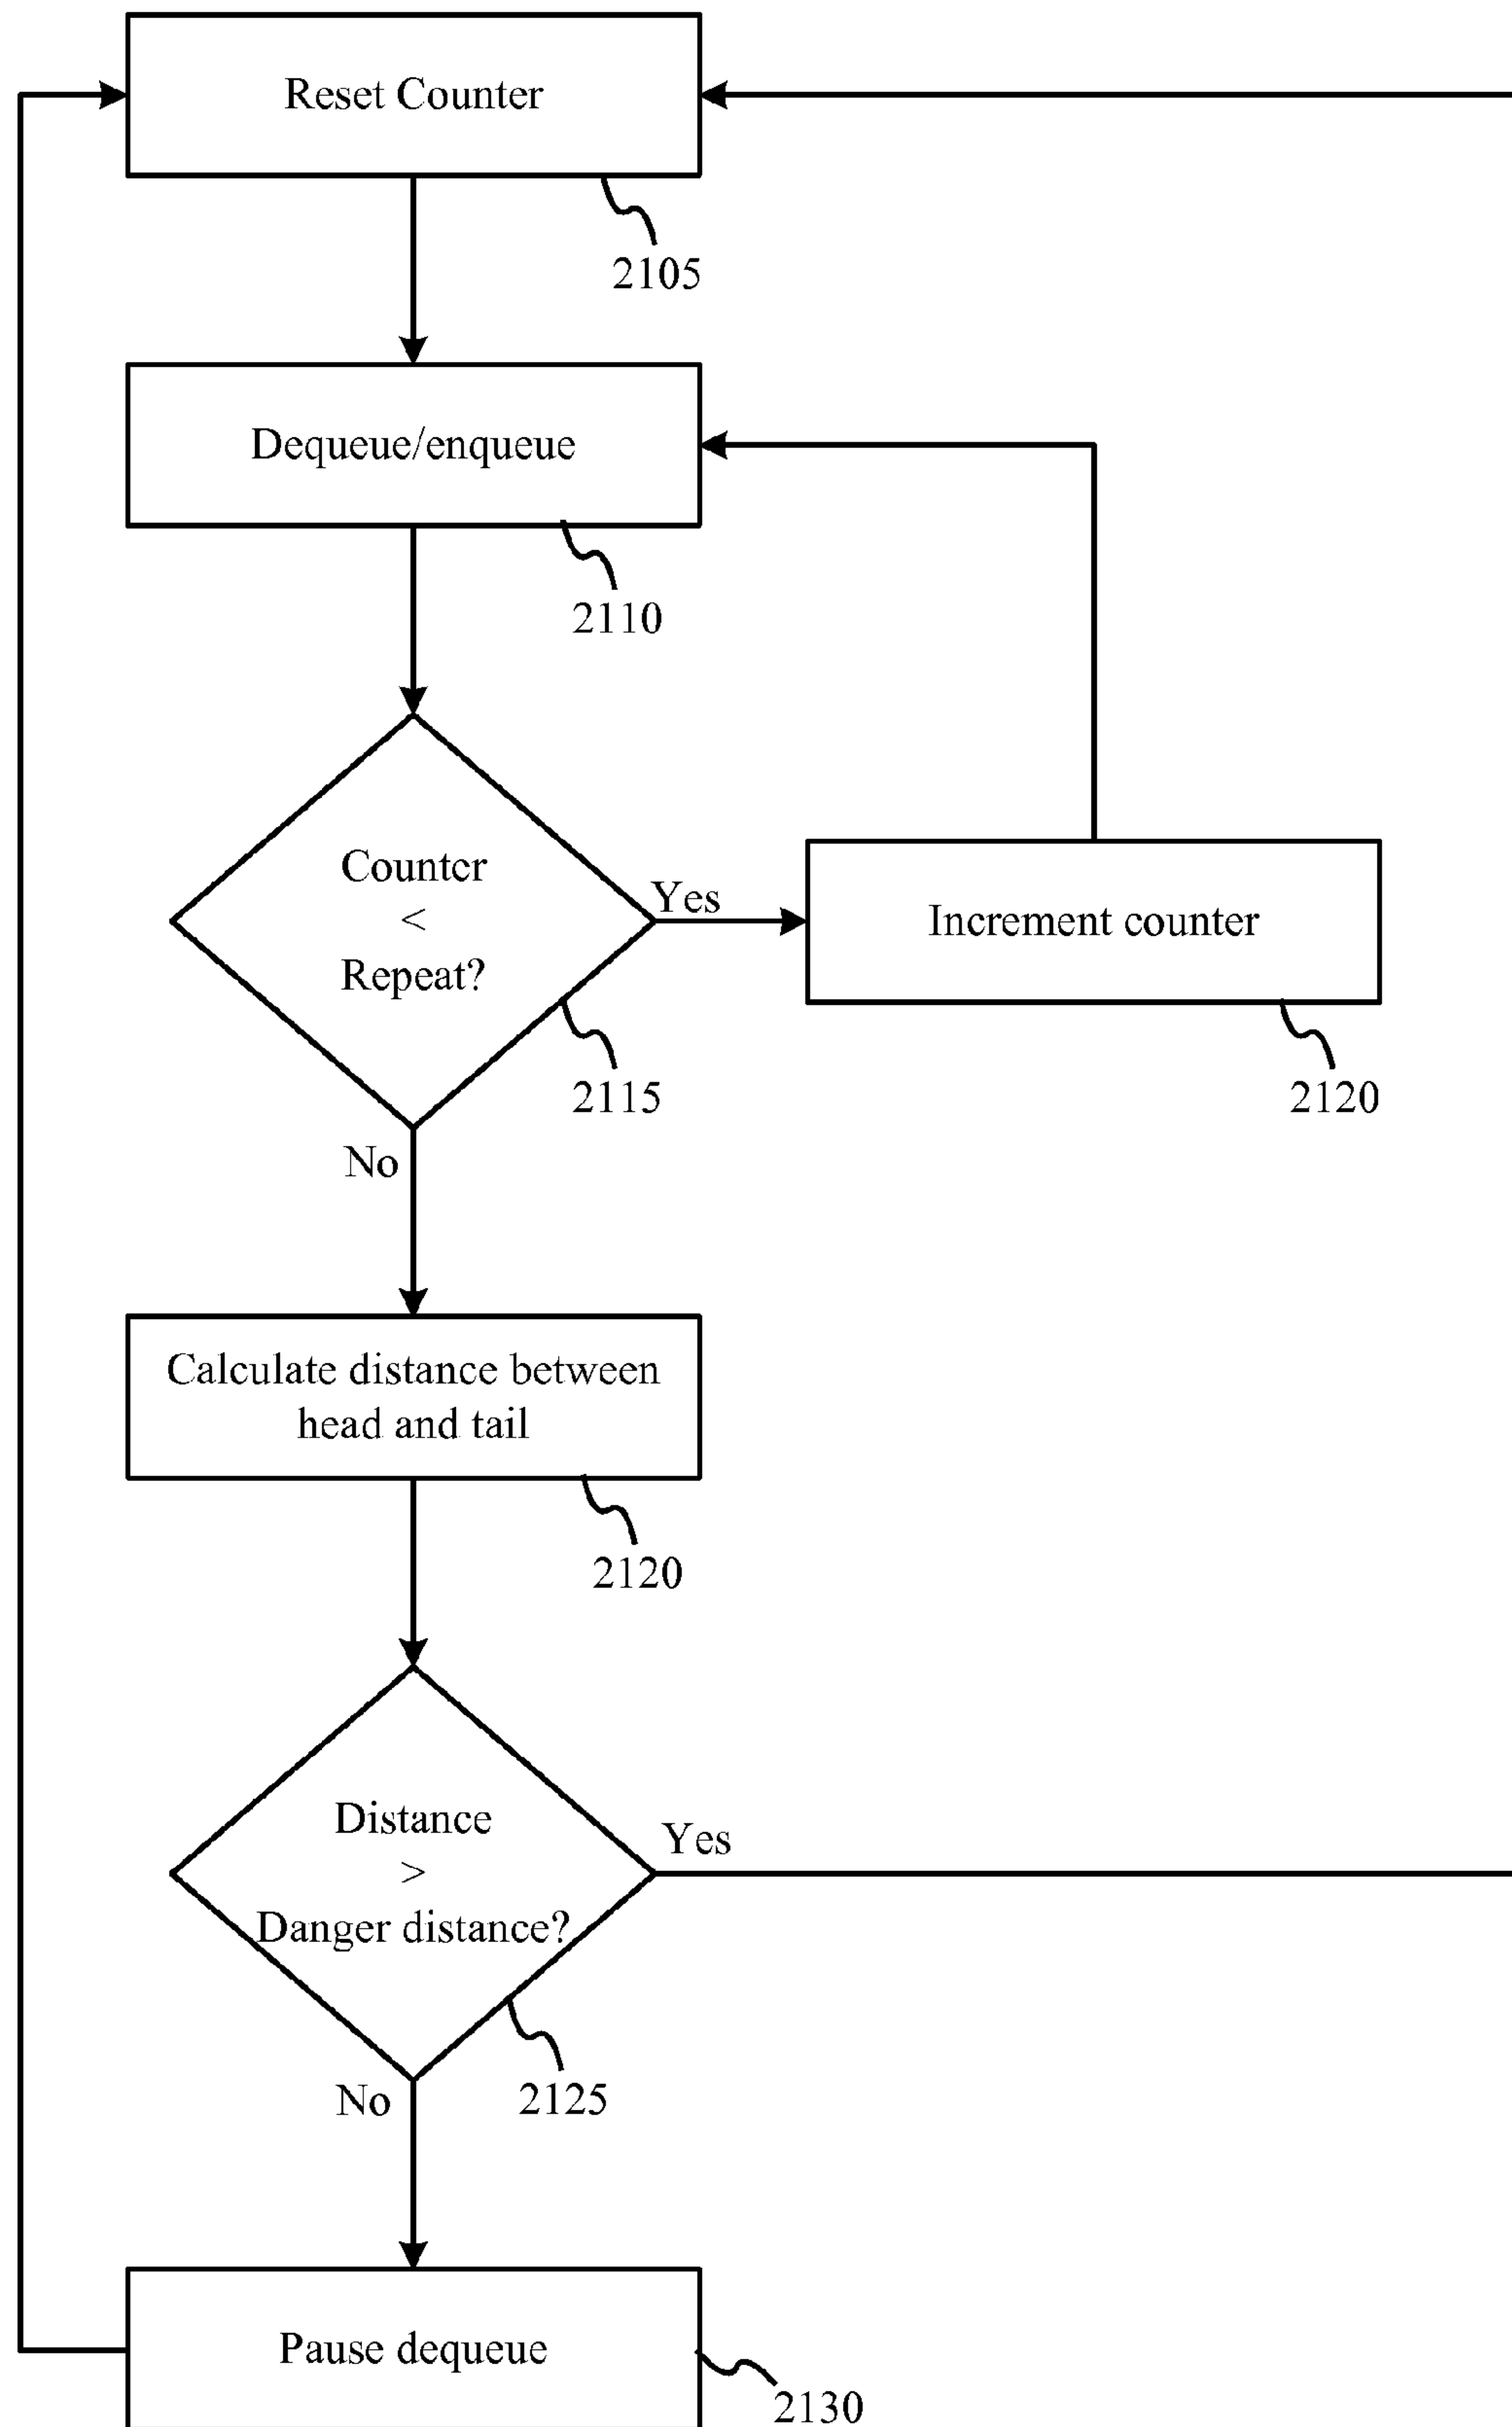 Reset Counter
2105
Dequeue/enqueue
2110
Counter
<
Repeat?
Yes
Increment counter
2115
2120
No
Calculate distance between
head and tail
2120
Distance
>
Danger distance?
Yes
2125
No
Pause dequeue
2130